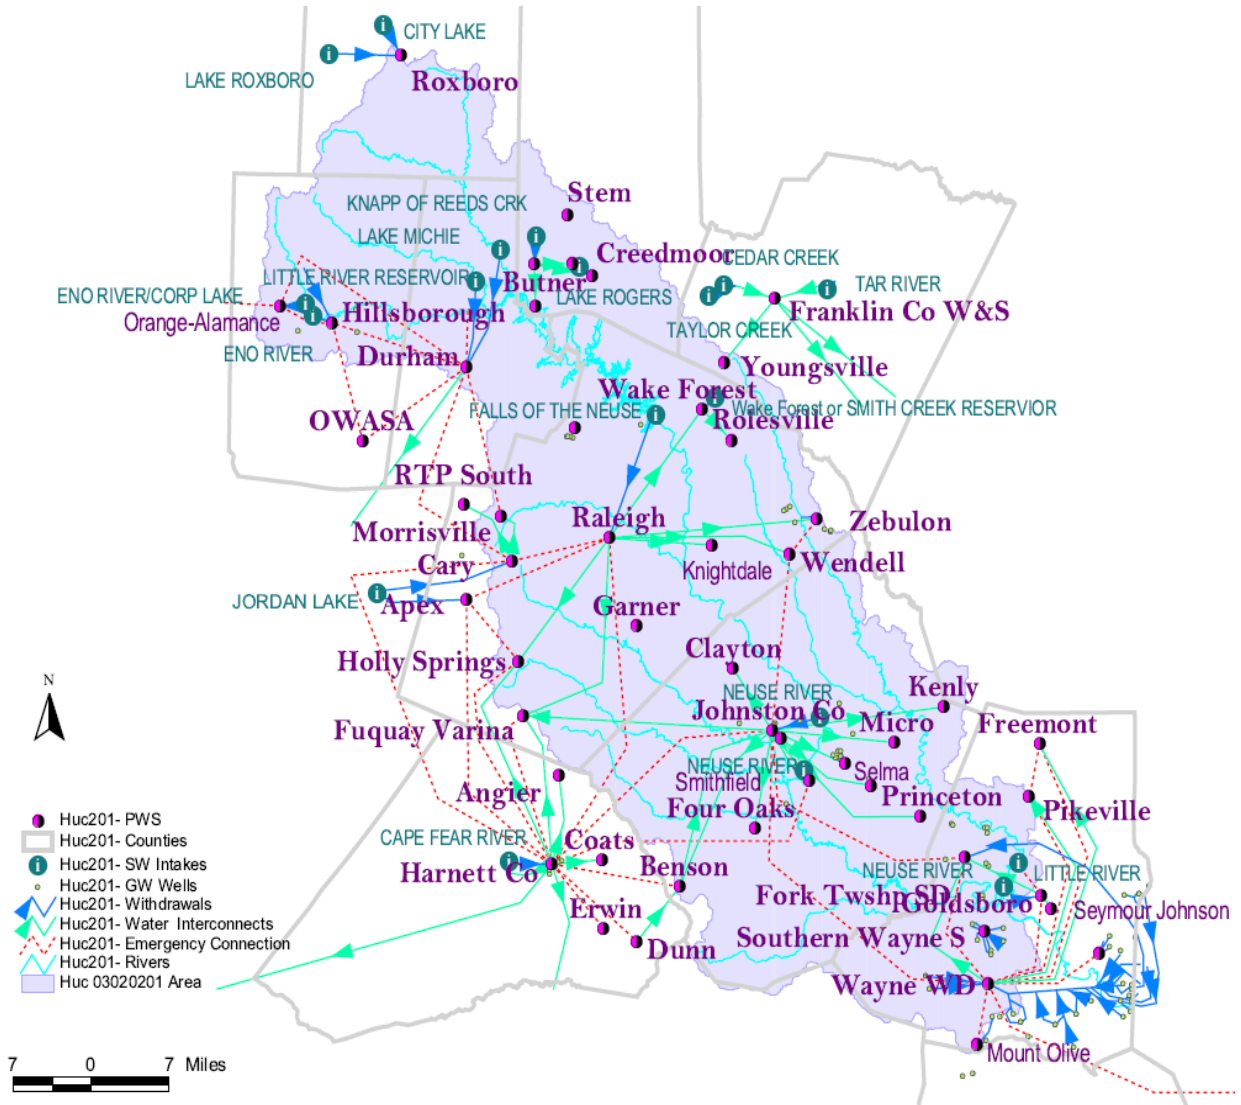 CITY LAKE
LAKE ROXBORO
Roxboro
Stem
KNAPP OF REEDS CRK
LAKE MICHIE
Creedmoor
CEDAR CREEK
LITTLE RIVER RESERVOIR
Butner
TAR RIVER
ENO RIVER/CORP LAKE
LAKE ROGERS
Orange-Alamance
Hillsborough
Franklin Co W&S
TAYLOR CREEK
ENO RIVER
Durham
Youngsville
Wake Forest
OWASA
FALLS OF THE NEUSE
Wake Forest or SMITH CREEK RESERVIOR
Rolesville
RTP South
Raleigh
Zebulon
Morrisville
Cary
Knightdale
Wendell
JORDAN LAKE
Apex
Garner
Holly Springs
Clayton
NEUSE RIVER
Kenly
Johnston Co
Micro
Freemont
Fuquay Varina
NEUSE RIVER
Selma
Smithfield
N
Angier
Four Oaks
Princeton
Pikeville
Huc201- PWS
Huc201- Counties
Huc201- SW Intakes
Huc201- GW Wells
Huc201- Withdrawals
Huc201- Water Interconnects
Huc201- Emergency Connection
Huc201- Rivers
Huc 03020201 Area
CAPE FEAR RIVER
Coats
Harnett Co
Benson
NEUSE RIVER
LITTLE RIVER
Fork Twshp SD
Goldsboro
Seymour Johnson
Erwin
Dunn
Southern Wayne S
Wayne WD
Mount Olive
7 0 7 Miles